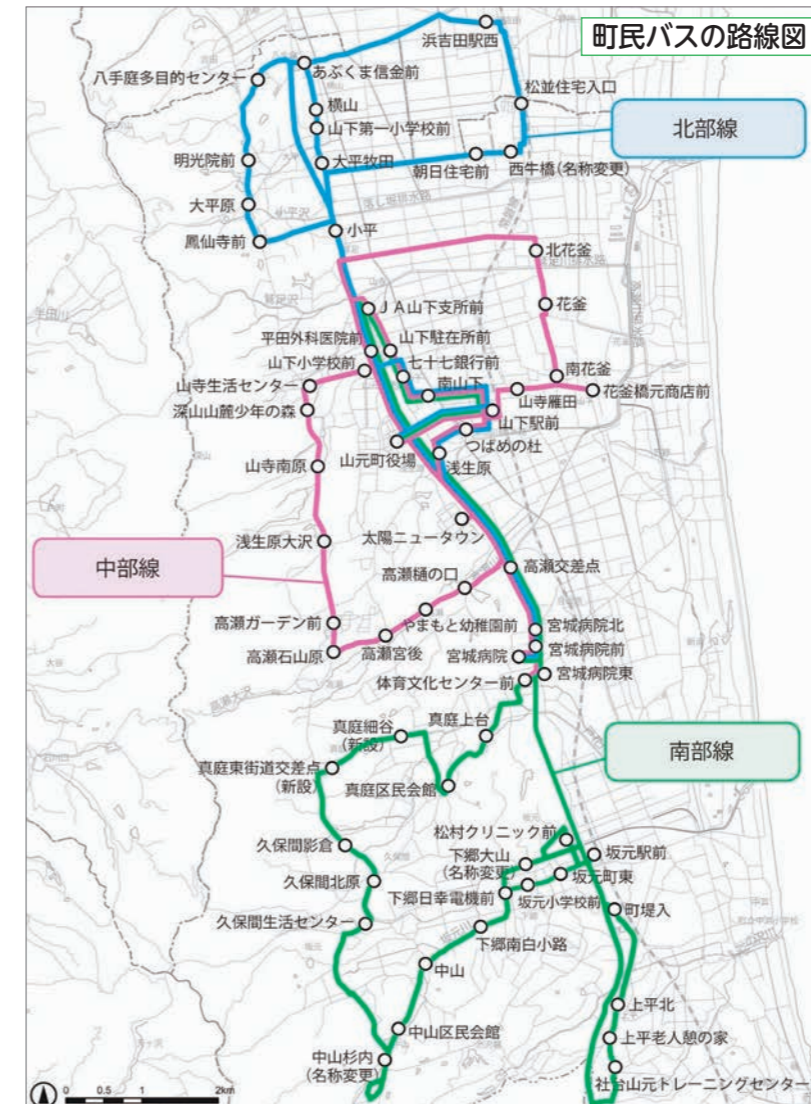 町民バスの路線図
浜吉田駅西
あぶくま信金前
八手庭多目的センター
松並住宅入口
横山
山下第一小学校前
北部線
明光院前
大平牧田
朝日住宅前
西牛橋(名称変更)
大平原
小平
鳳仙寺前
北花釜
JA山下支所前
花釜
平田外科医院前
山下駐在所前
山下小学校前
七十七銀行前
南花釜
山寺生活センター
南山下
山寺雁田
花釜橋元商店前
深山山麓少年の森
山下駅前
つばめの杜
山元町役場
浅生原
山寺南原
太陽ニュータウン
浅生原大沢
中部線
高瀬樋の口
高瀬交差点
高瀬ガーデン前
やまもと幼稚園前
宮城病院北
高瀬石山原
高瀬宮後
宮城病院前
宮城病院
宮城病院東
体育文化センター前
真庭細谷
(新設)
真庭上台
南部線
真庭東街道交差点
(新設)
真庭区民会館
松村クリニック前
久保間影倉
下郷大山
(名称変更)
坂元駅前
久保間北原
坂元町東
下郷日幸電機前
坂元小学校前
町堤入
久保間生活センター
下郷南白小路
中山
上平北
中山区民会館
上平老人憩の家
中山杉内
(名称変更)
社台山元トレーニングセンター
0 0.5 1 2km